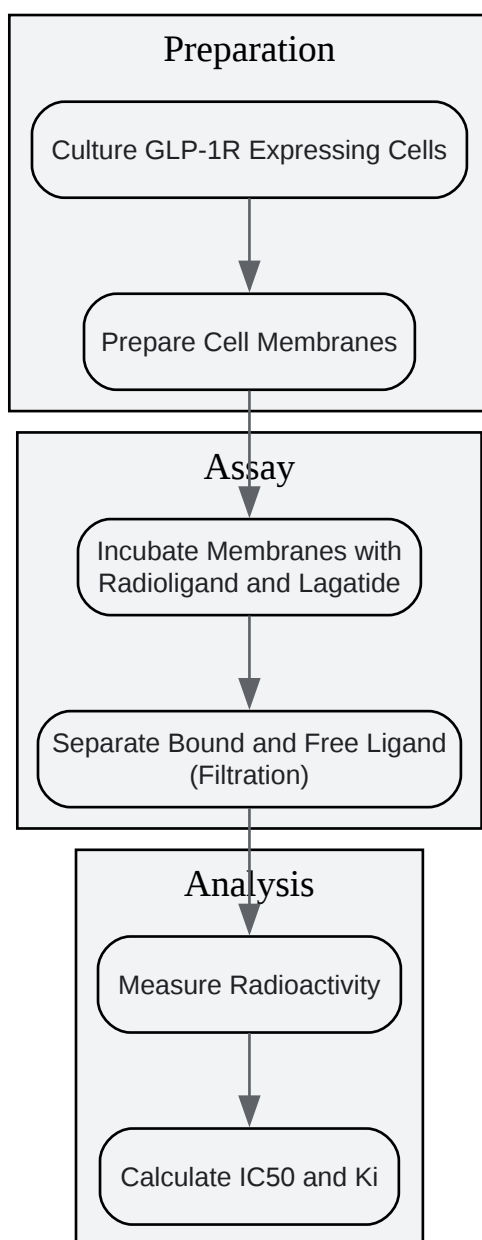 Preparation
Culture GLP-1R Expressing Cells
Prepare Cell Membranes
Assay
Incubate Membranes with
Radioligand and Lagatide
Separate Bound and Free Ligand
(Filtration)
Analysis
Measure Radioactivity
Calculate IC50 and Ki